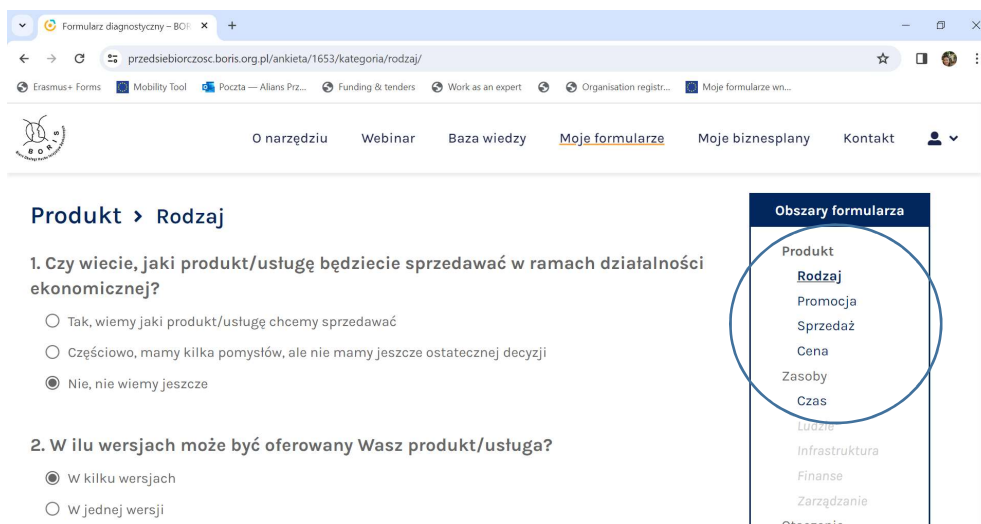 Formularz diagnostyczny – BOR
przedsiebiorczosc.boris.org.pl/ankieta/1653/kategoria/rodzaj/
Erasmus+ Forms Mobility Tool Poczta — Alians Prz... Funding & tenders Work as an expert Organisation registr... Moje formularze wn...
BORIS
O narzędziu Webinar Baza wiedzy Moje formularze Moje biznesplany Kontakt
Produkt > Rodzaj
1. Czy wiecie, jaki produkt/usługę będziecie sprzedawać w ramach działalności
ekonomicznej?
Tak, wiemy jaki produkt/usługę chcemy sprzedawać
Częściowo, mamy kilka pomysłów, ale nie mamy jeszcze ostatecznej decyzji
Nie, nie wiemy jeszcze
2. W ilu wersjach może być oferowany Wasz produkt/usługa?
W kilku wersjach
W jednej wersji
Obszary formularza
Produkt
Rodzaj
Promocja
Sprzedaż
Cena
Zasoby
Czas
Ludzie
Infrastruktura
Finanse
Zarządzanie
Otoczenie